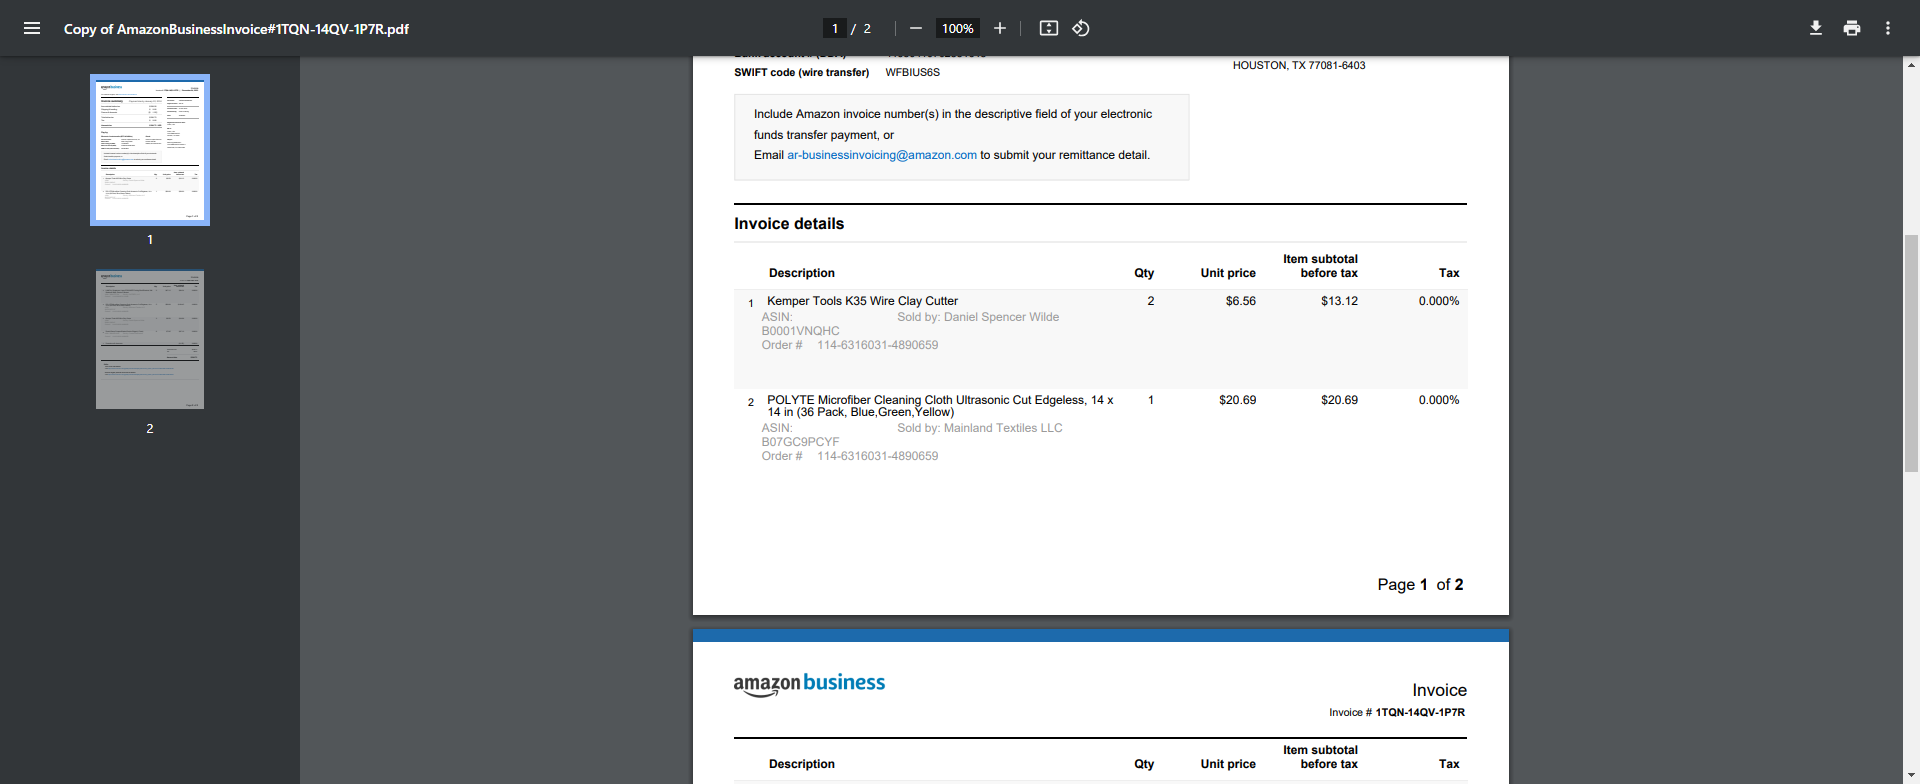 Copy of AmazonBusinessInvoice#1TQN-14QV-1P7R.pdf
1 / 2
100%
1
2
SWIFT code (wire transfer) WFBIUS6S
HOUSTON, TX 77081-6403
Include Amazon invoice number(s) in the descriptive field of your electronic
funds transfer payment, or
Email ar-businessinvoicing@amazon.com to submit your remittance detail.
Invoice details
Description Qty Unit price Item subtotal before tax Tax
1 Kemper Tools K35 Wire Clay Cutter 2 $6.56 $13.12 0.000%
ASIN: Sold by: Daniel Spencer Wilde
B0001VNQHC
Order # 114-6316031-4890659
2 POLYTE Microfiber Cleaning Cloth Ultrasonic Cut Edgeless, 14 x 1 $20.69 $20.69 0.000%
14 in (36 Pack, Blue,Green,Yellow)
ASIN: Sold by: Mainland Textiles LLC
B07GC9PCYF
Order # 114-6316031-4890659
Page 1 of 2
amazon business
Invoice
Invoice # 1TQN-14QV-1P7R
Description Qty Unit price Item subtotal before tax Tax